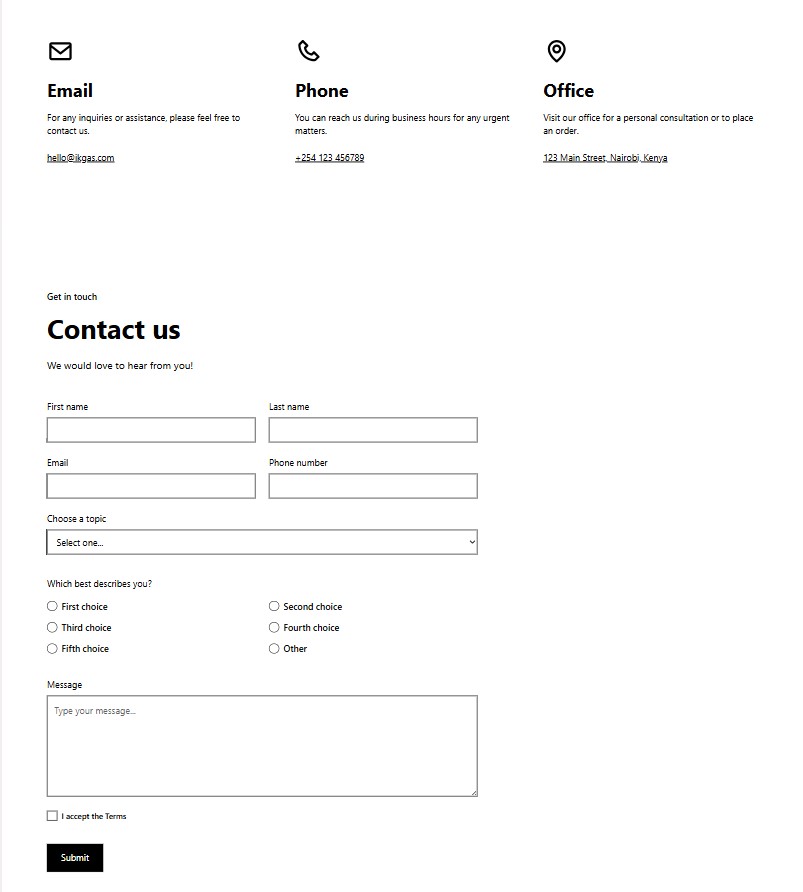 Email
For any inquiries or assistance, please feel free to
contact us.
hello@ikgas.com
Phone
You can reach us during business hours for any urgent
matters.
+254 123 456789
Office
Visit our office for a personal consultation or to place
an order.
123 Main Street, Nairobi, Kenya
Get in touch
Contact us
We would love to hear from you!
First name
Last name
Email
Phone number
Choose a topic
Select one...
Which best describes you?
First choice
Second choice
Third choice
Fourth choice
Fifth choice
Other
Message
Type your message...
I accept the Terms
Submit